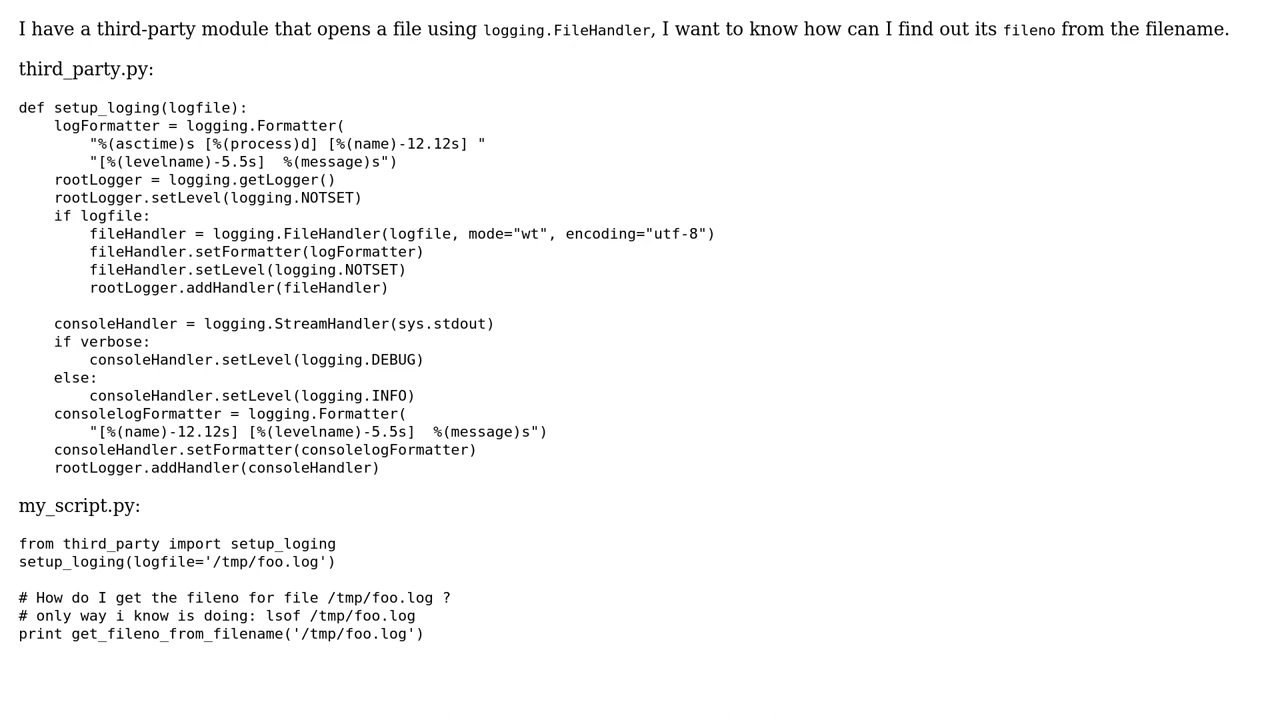 I have a third-party module that opens a file using logging.FileHandler, I want to know how can I find out its fileno from the filename.
third_party.py:
def setup_loging(logfile):
    logFormatter = logging.Formatter(
        "%(asctime)s [%(process)d] [%(name)-12.12s] "
        "[%(levelname)-5.5s]  %(message)s")
    rootLogger = logging.getLogger()
    rootLogger.setLevel(logging.NOTSET)
    if logfile:
        fileHandler = logging.FileHandler(logfile, mode="wt", encoding="utf-8")
        fileHandler.setFormatter(logFormatter)
        fileHandler.setLevel(logging.NOTSET)
        rootLogger.addHandler(fileHandler)

    consoleHandler = logging.StreamHandler(sys.stdout)
    if verbose:
        consoleHandler.setLevel(logging.DEBUG)
    else:
        consoleHandler.setLevel(logging.INFO)
    consolelogFormatter = logging.Formatter(
        "[%(name)-12.12s] [%(levelname)-5.5s]  %(message)s")
    consoleHandler.setFormatter(consolelogFormatter)
    rootLogger.addHandler(consoleHandler)
my_script.py:
from third_party import setup_loging
setup_loging(logfile='/tmp/foo.log')

# How do I get the fileno for file /tmp/foo.log ?
# only way i know is doing: lsof /tmp/foo.log
print get_fileno_from_filename('/tmp/foo.log')